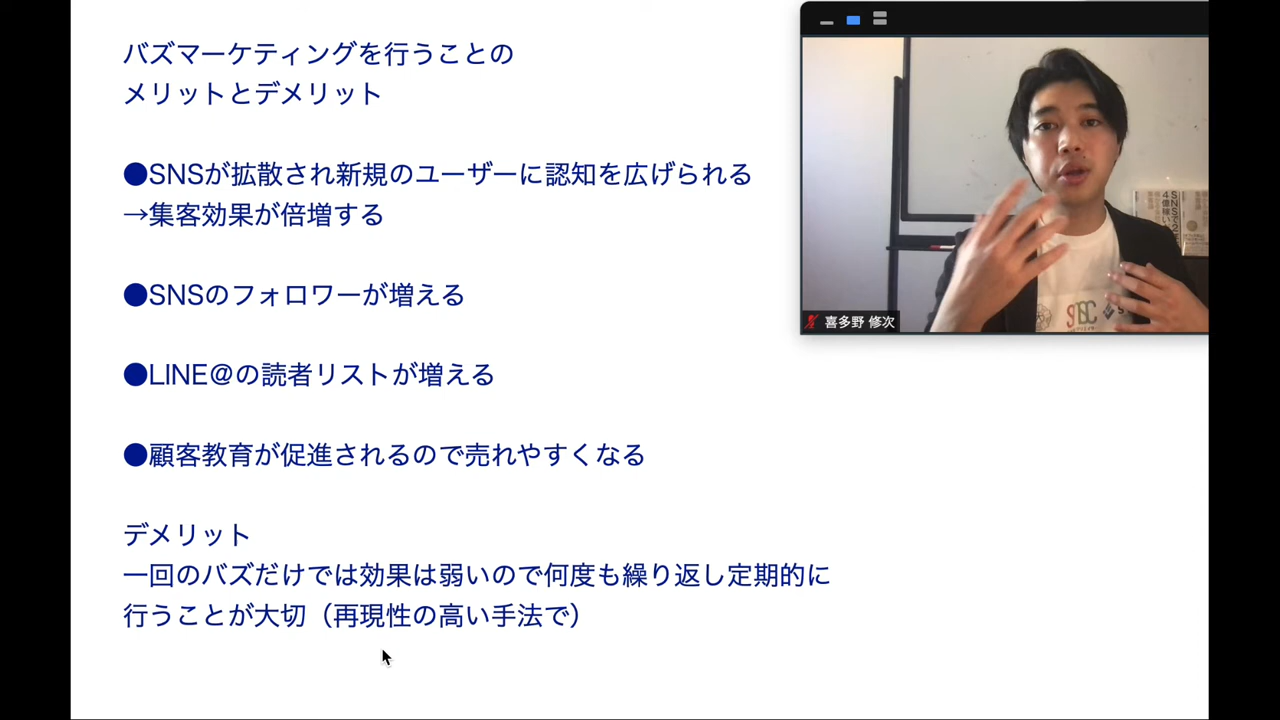 バズマーケティングを行うことの
メリットとデメリット
●SNSが拡散され新規のユーザーに認知を広げられる
→集客効果が倍増する
●SNSのフォロワーが増える
●LINE@の読者リストが増える
●顧客教育が促進されるので売れやすくなる
デメリット
一回のバズだけでは効果は弱いので何度も繰り返し定期的に
行うことが大切（再現性の高い手法で）
喜多野 修次